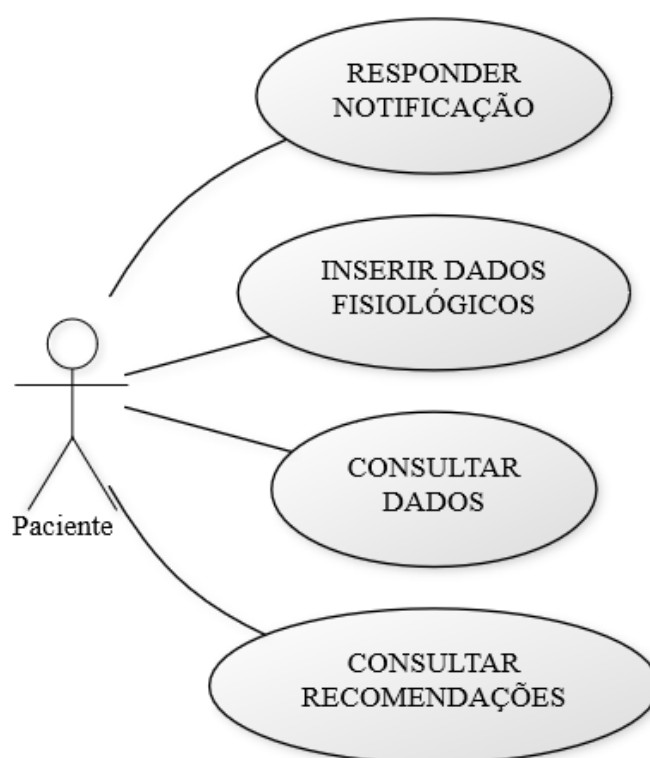 RESPONDER
NOTIFICAÇÃO
INSERIR DADOS
FISIOLÓGICOS
CONSULTAR
DADOS
Paciente
CONSULTAR
RECOMENDAÇÕES